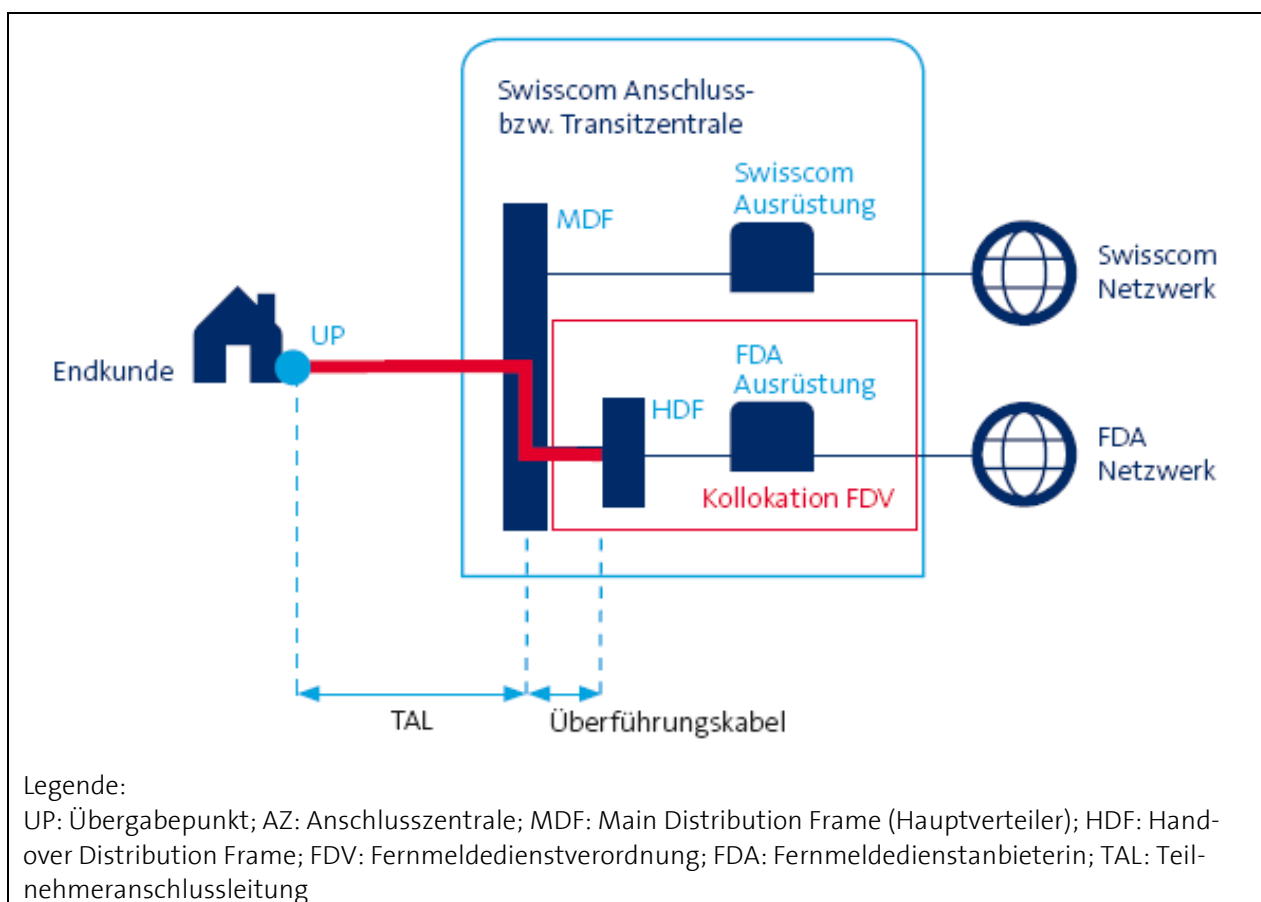 Swisscom Anschluss-
bzw. Transitzentrale
Swisscom
Ausrüstung
MDF
Swisscom
Netzwerk
UP
Endkunde
FDA
Ausrüstung
HDF
FDA
Netzwerk
Kollokation FDV
TAL
Überführungskabel
Legende:
UP: Übergabepunkt; AZ: Anschlusszentrale; MDF: Main Distribution Frame (Hauptverteiler); HDF: Hand-
over Distribution Frame; FDV: Fernmeldedienstverordnung; FDA: Fernmeldedienstanbieterin; TAL: Teil-
nehmeranschlussleitung